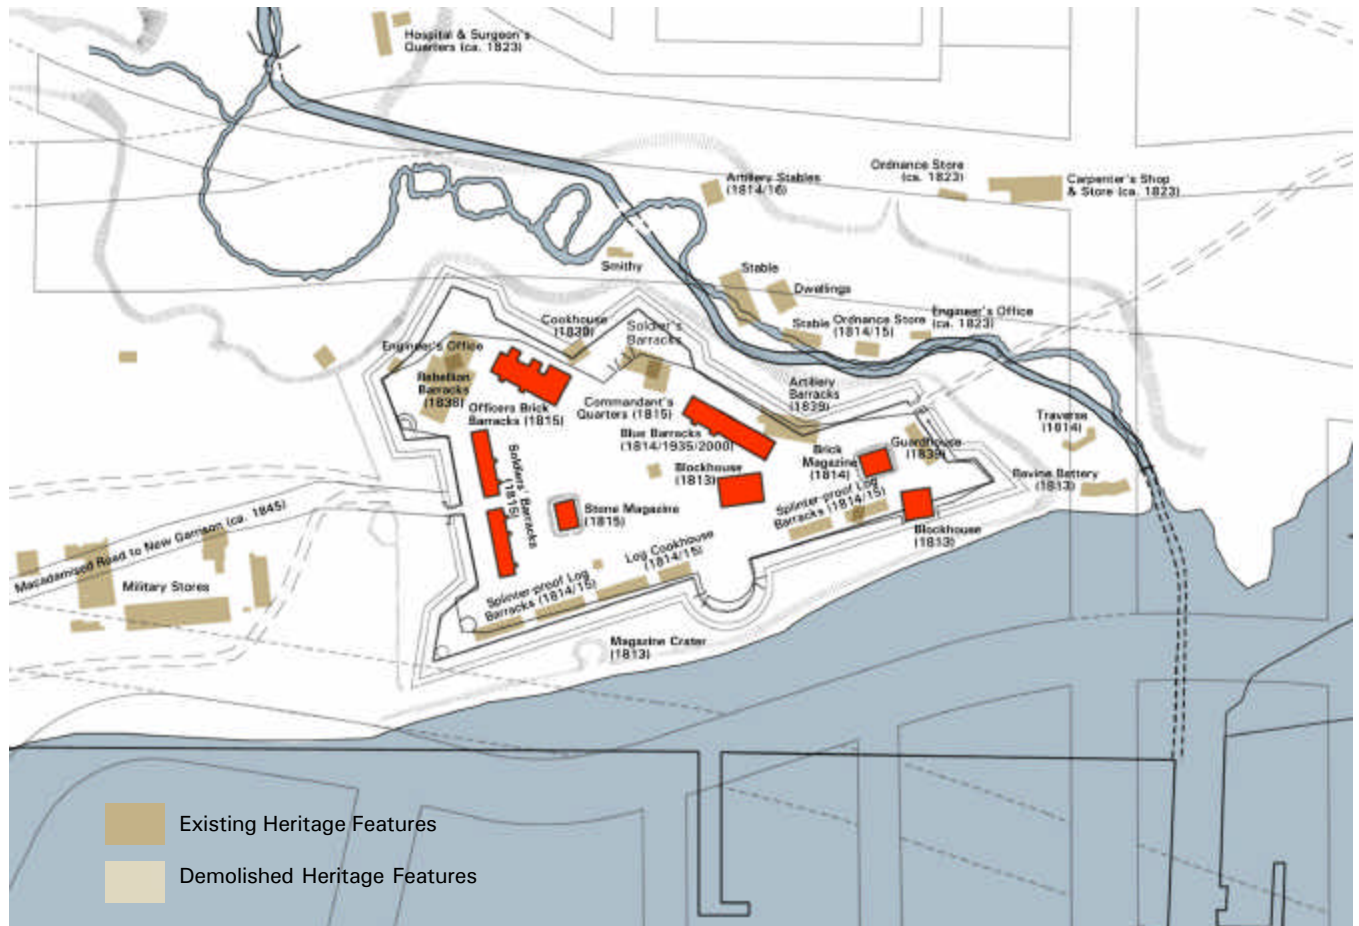 Hospital & Surgeon's
Quarters (ca. 1823)
Artillery Stables
(1814/16)
Ordnance Store
(ca. 1823)
Carpenter's Shop
& Store (ca. 1823)
Smithy
Stable
Dwellings
Stable
Ordnance Store
(1814/15)
Engineer's Office
(ca. 1823)
Cookhouse
(1839)
Soldier's
Barracks
Engineer's Office
Rebellion
Barracks
(1838)
Officers Brick
Barracks (1815)
Commandant's
Quarters (1815)
Artillery
Barracks
(1839)
Blue Barracks
(1814/1935/2000)
Traverse
(1814)
Guardhouse
(1839)
Brick
Magazine
(1814)
Ravine Battery
(1813)
Blockhouse
(1813)
Soldiers' Barracks
(1815)
Stone Magazine
(1815)
Splinter-proof Log
Barracks (1814/15)
Blockhouse
(1813)
Macadamised Road to New Garrison (ca. 1845)
Military Stores
Log Cookhouse
(1814/15)
Splinter-proof Log
Barracks (1814/15)
Magazine Crater
(1813)
Existing Heritage Features
Demolished Heritage Features